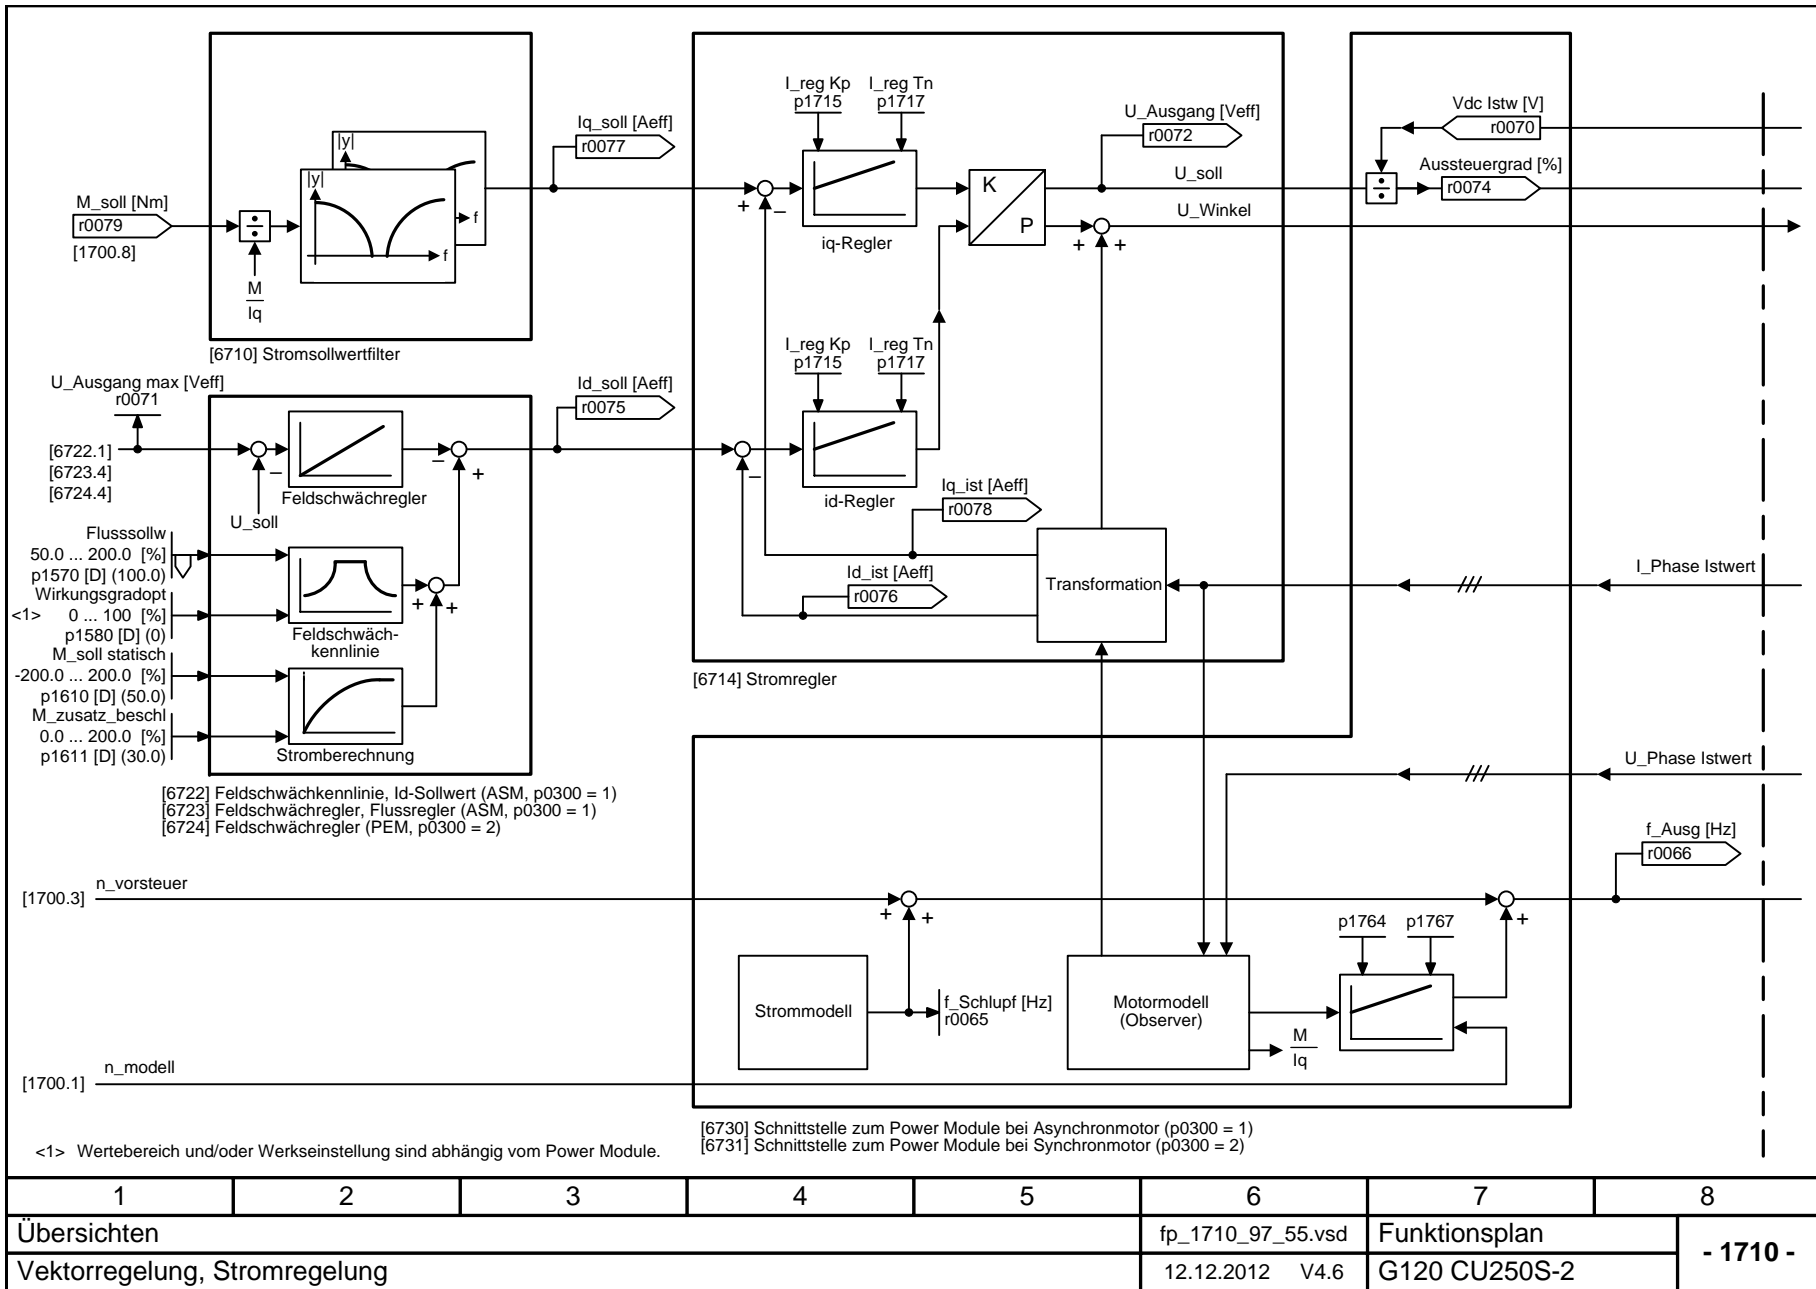 I_reg Kp
p1715
I_reg Tn
p1717
Iq_soll [Aeff]
r0077
U_Ausgang [Veff]
r0072
Vdc Istw [V]
r0070
Aussteuergrad [%]
r0074
|y|
f
|y|
f
M_soll [Nm]
r0079
[1700.8]
÷
M
Iq
+
−
iq-Regler
K
P
U_soll
÷
U_Winkel
+
+
[6710] Stromsollwertfilter
I_reg Kp
p1715
I_reg Tn
p1717
U_Ausgang max [Veff]
r0071
Id_soll [Aeff]
r0075
[6722.1]
[6723.4]
[6724.4]
−
U_soll
Feldschwächregler
−
+
−
id-Regler
Iq_ist [Aeff]
r0078
Id_ist [Aeff]
r0076
Transformation
I_Phase Istwert
Flusssollw
50.0 ... 200.0 [%]
p1570 [D] (100.0)
Wirkungsgradopt
<1> 0 ... 100 [%]
p1580 [D] (0)
Feldschwäch-
kennlinie
+
+
M_soll statisch
-200.0 ... 200.0 [%]
p1610 [D] (50.0)
M_zusatz_beschl
0.0 ... 200.0 [%]
p1611 [D] (30.0)
Stromberechnung
[6714] Stromregler
U_Phase Istwert
[6722] Feldschwächkennlinie, Id-Sollwert (ASM, p0300 = 1)
[6723] Feldschwächregler, Flussregler (ASM, p0300 = 1)
[6724] Feldschwächregler (PEM, p0300 = 2)
f_Ausg [Hz]
r0066
n_vorsteuer
[1700.3]
+
+
+
p1764
p1767
Strommodell
f_Schlupf [Hz]
r0065
Motormodell
(Observer)
M
Iq
n_modell
[1700.1]
[6730] Schnittstelle zum Power Module bei Asynchronmotor (p0300 = 1)
[6731] Schnittstelle zum Power Module bei Synchronmotor (p0300 = 2)
<1> Wertebereich und/oder Werkseinstellung sind abhängig vom Power Module.
1 2 3 4 5 6 7 8
Übersichten
fp_1710_97_55.vsd
Funktionsplan
- 1710 -
Vektorregelung, Stromregelung
12.12.2012 V4.6
G120 CU250S-2